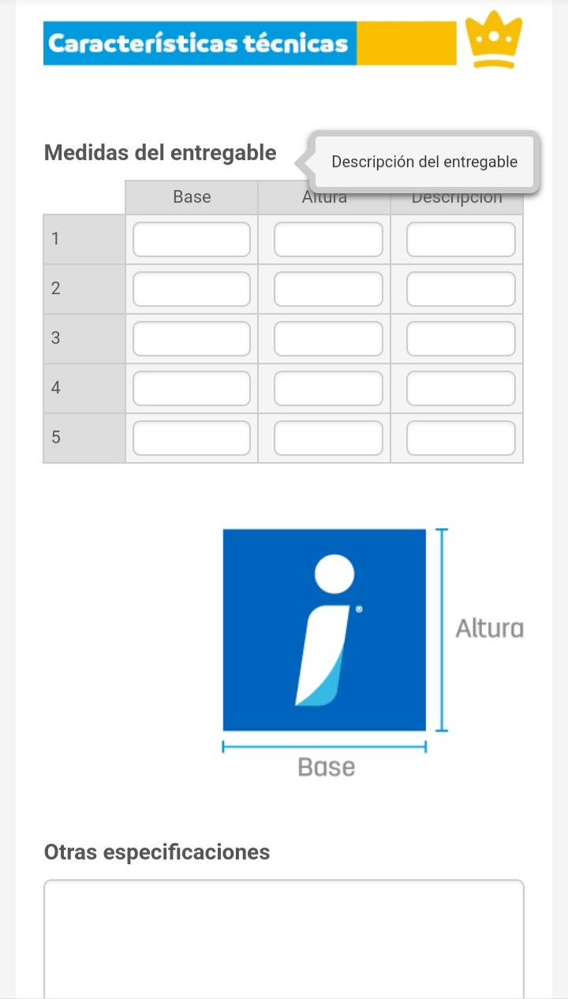 Características técnicas
Medidas del entregable
Descripción del entregable
Base Altura Descripción
1
2
3
4
5
®
Altura
Base
Otras especificaciones